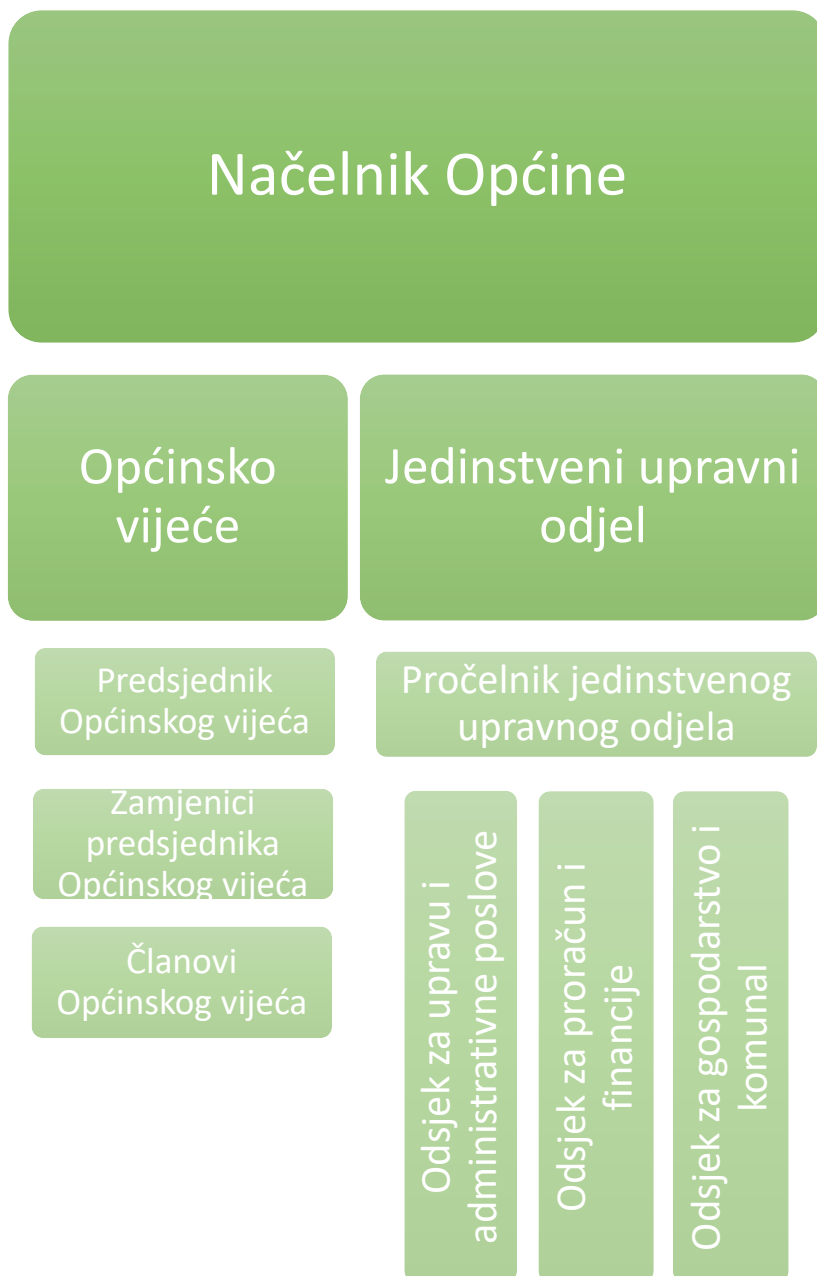 Načelnik Općine
Općinsko
vijeće
Jedinstveni upravni
odjel
Predsjednik
Općinskog vijeća
Zamjenici
predsjednika
Općinskog vijeća
Članovi
Općinskog vijeća
Pročelnik jedinstvenog
upravnog odjela
Odsjek za upravu i
administrativne poslove
Odsjek za proračun i
financije
Odsjek za gospodarstvo i
komunal